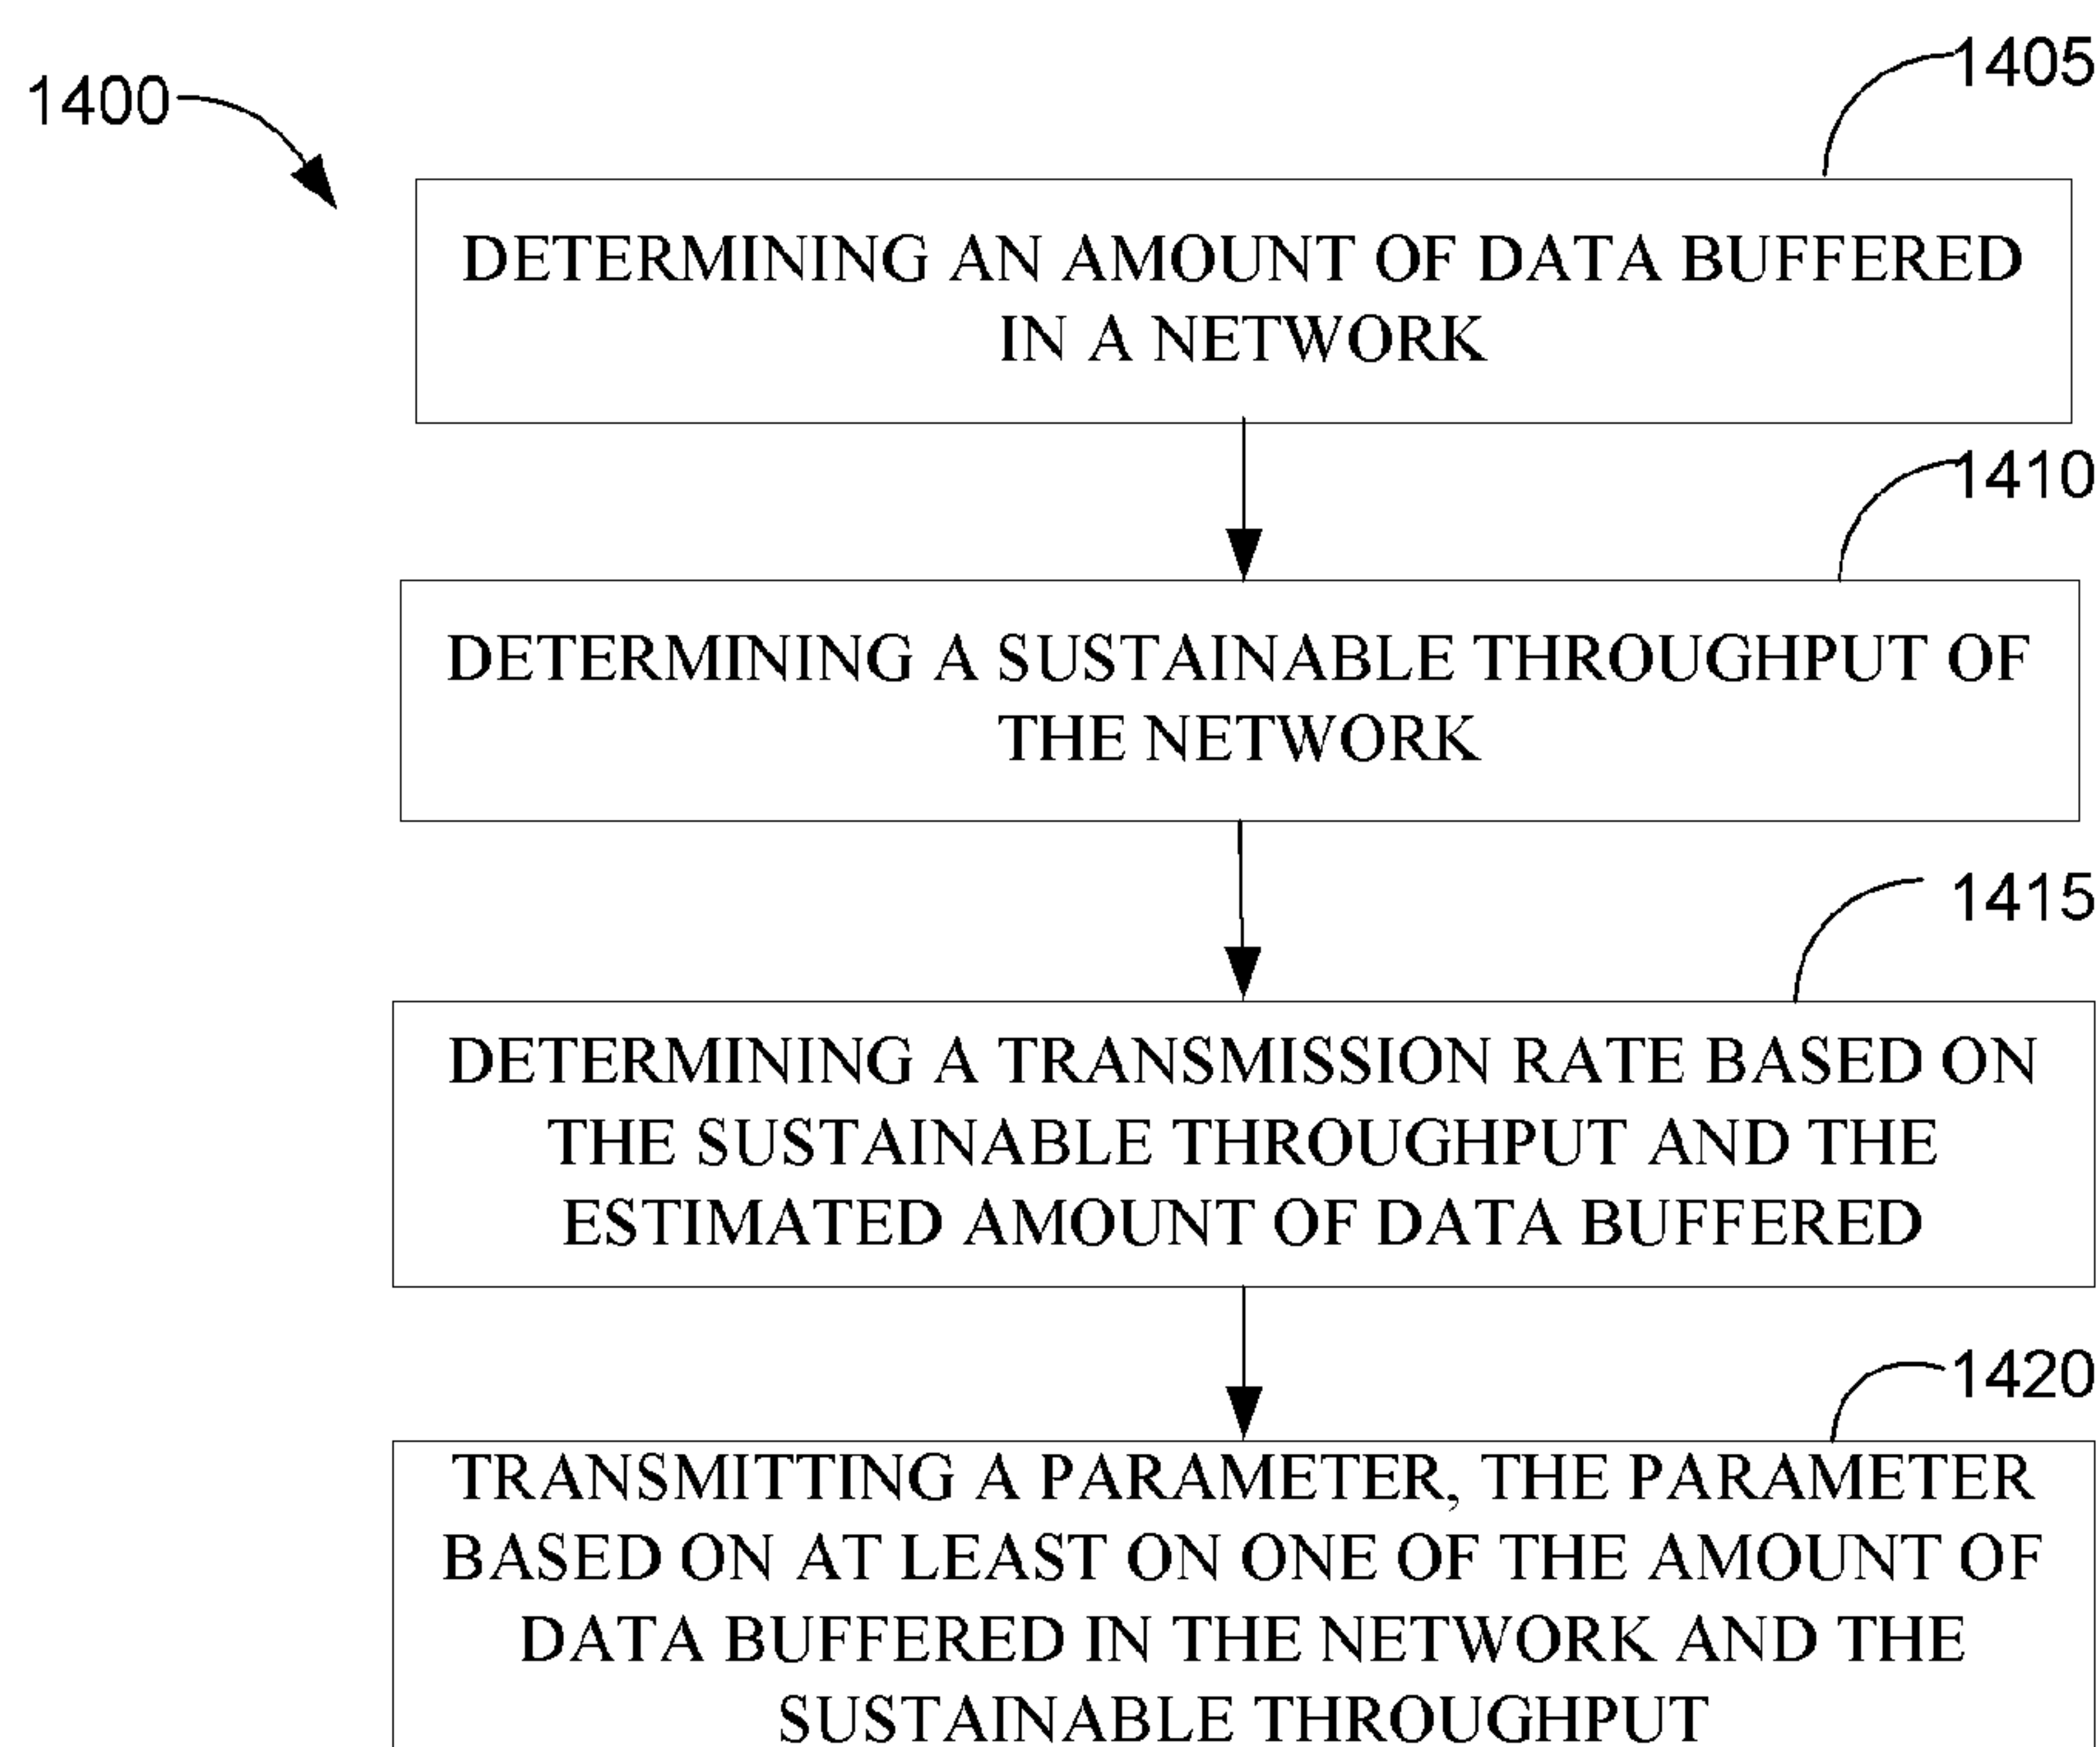 1400
1405
DETERMINING AN AMOUNT OF DATA BUFFERED
IN A NETWORK
1410
DETERMINING A SUSTAINABLE THROUGHPUT OF
THE NETWORK
1415
DETERMINING A TRANSMISSION RATE BASED ON
THE SUSTAINABLE THROUGHPUT AND THE
ESTIMATED AMOUNT OF DATA BUFFERED
1420
TRANSMITTING A PARAMETER, THE PARAMETER
BASED ON AT LEAST ON ONE OF THE AMOUNT OF
DATA BUFFERED IN THE NETWORK AND THE
SUSTAINABLE THROUGHPUT